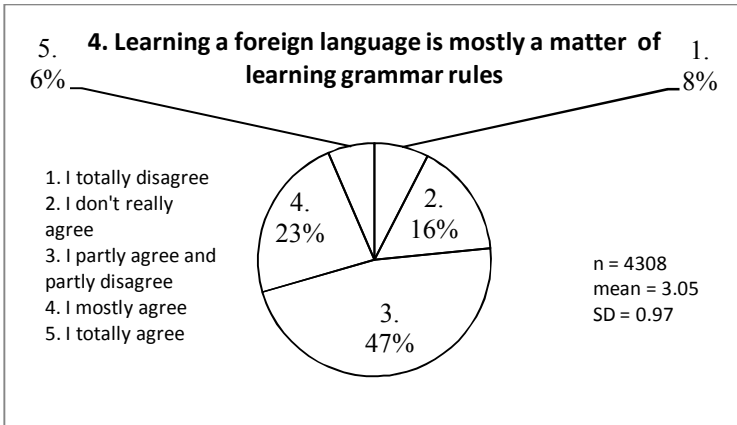 4. Learning a foreign language is mostly a matter of
learning grammar rules
5.
6%
1.
8%
1. I totally disagree
2. I don't really
agree
3. I partly agree and
partly disagree
4. I mostly agree
5. I totally agree
4.
23%
2.
16%
3.
47%
n = 4308
mean = 3.05
SD = 0.97